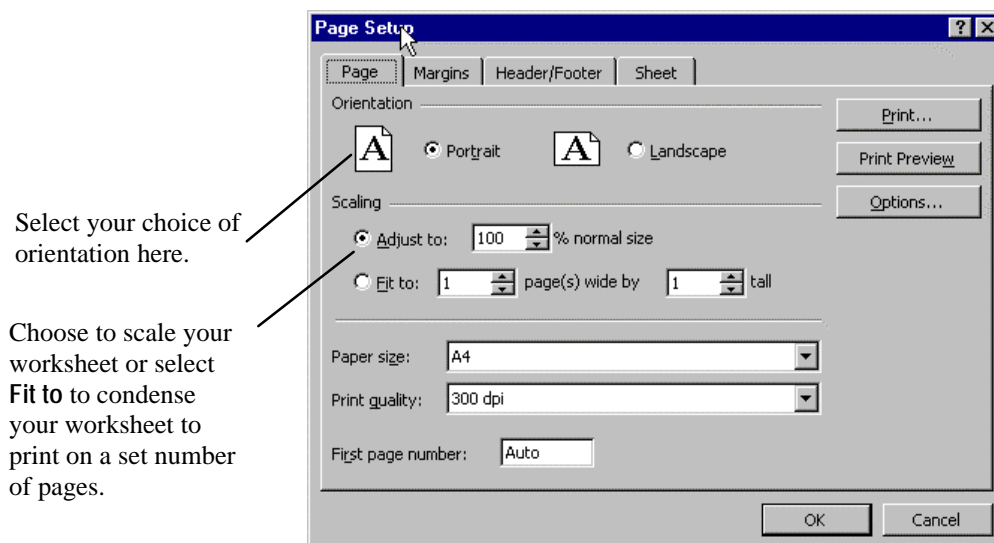 Page Setup
Page Margins Header/Footer Sheet
Orientation
A Portrait A Landscape
Print...
Print Preview
Options...
Scaling
Adjust to: 100 % normal size
Fit to: 1 page(s) wide by 1 tall
Paper size: A4
Print quality: 300 dpi
First page number: Auto
OK Cancel
Select your choice of
orientation here.
Choose to scale your
worksheet or select
Fit to to condense
your worksheet to
print on a set number
of pages.